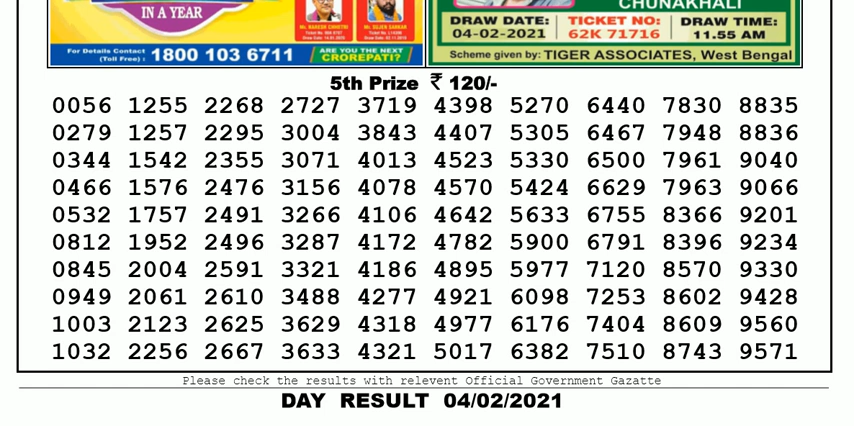 IN A YEAR
For Details Contact
(Toll Free) : 1800 103 6711
ARE YOU THE NEXT
CROREPATI?
CHUNAKHALI
DRAW DATE:
04-02-2021
TICKET NO:
62K 71716
DRAW TIME:
11.55 AM
Scheme given by: TIGER ASSOCIATES, West Bengal
5th Prize ₹ 120/-
0056 1255 2268 2727 3719 4398 5270 6440 7830 8835
0279 1257 2295 3004 3843 4407 5305 6467 7948 8836
0344 1542 2355 3071 4013 4523 5330 6500 7961 9040
0466 1576 2476 3156 4078 4570 5424 6629 7963 9066
0532 1757 2491 3266 4106 4642 5633 6755 8366 9201
0812 1952 2496 3287 4172 4782 5900 6791 8396 9234
0845 2004 2591 3321 4186 4895 5977 7120 8570 9330
0949 2061 2610 3488 4277 4921 6098 7253 8602 9428
1003 2123 2625 3629 4318 4977 6176 7404 8609 9560
1032 2256 2667 3633 4321 5017 6382 7510 8743 9571
Please check the results with relevent Official Government Gazatte
DAY RESULT 04/02/2021